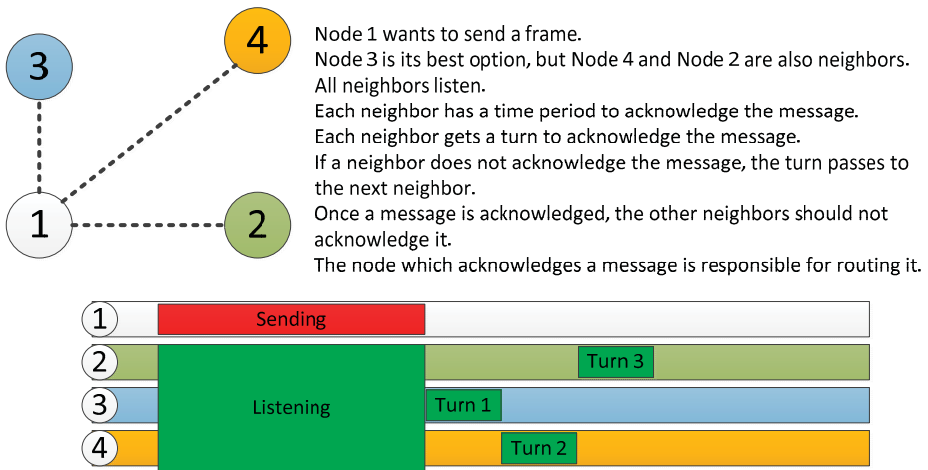 3
4
1
2
Node 1 wants to send a frame.
Node 3 is its best option, but Node 4 and Node 2 are also neighbors.
All neighbors listen.
Each neighbor has a time period to acknowledge the message.
Each neighbor gets a turn to acknowledge the message.
If a neighbor does not acknowledge the message, the turn passes to
the next neighbor.
Once a message is acknowledged, the other neighbors should not
acknowledge it.
The node which acknowledges a message is responsible for routing it.
1
Sending
2
Turn 3
3
Listening
Turn 1
4
Turn 2